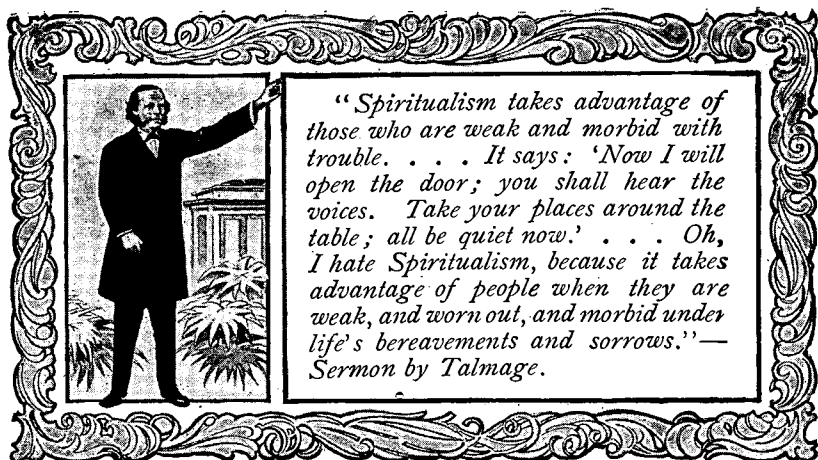 "Spiritualism takes advantage of
those who are weak and morbid with
trouble. . . . It says: 'Now I will
open the door; you shall hear the
voices. Take your places around the
table; all be quiet now.' . . . Oh,
I hate Spiritualism, because it takes
advantage of people when they are
weak, and worn out, and morbid under
life's bereavements and sorrows."—
Sermon by Talmage.